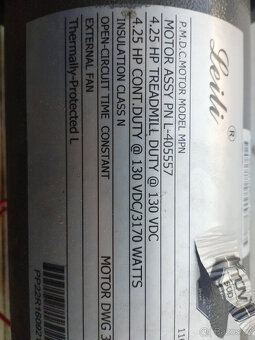 Leili®
P.M.D.C.MOTOR MODEL MPN
MOTOR ASSY PN L-405557
4.25 HP TREADMILL DUTY @ 130 VDC
4.25 HP CONT.DUTY @ 130 VDC/3170 WATTS
INSULATION CLASS N
OPEN-CIRCUIT TIME CONSTANT
MOTOR DWG 3
EXTERNAL FAN
Thermally-Protected L